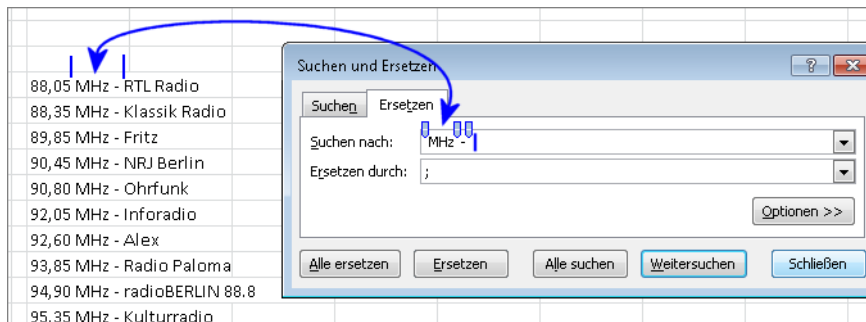 88,05 MHz - RTL Radio
88,35 MHz - Klassik Radio
89,85 MHz - Fritz
90,45 MHz - NRJ Berlin
90,80 MHz - Ohrfunk
92,05 MHz - Inforadio
92,60 MHz - Alex
93,85 MHz - Radio Paloma
94,90 MHz - radioBERLIN 88.8
95,35 MHz - Kulturradio
Suchen und Ersetzen
Suchen Ersetzen
Suchen nach: MHz -
Ersetzen durch: ;
Optionen >>
Alle ersetzen Ersetzen Alle suchen Weitersuchen Schließen